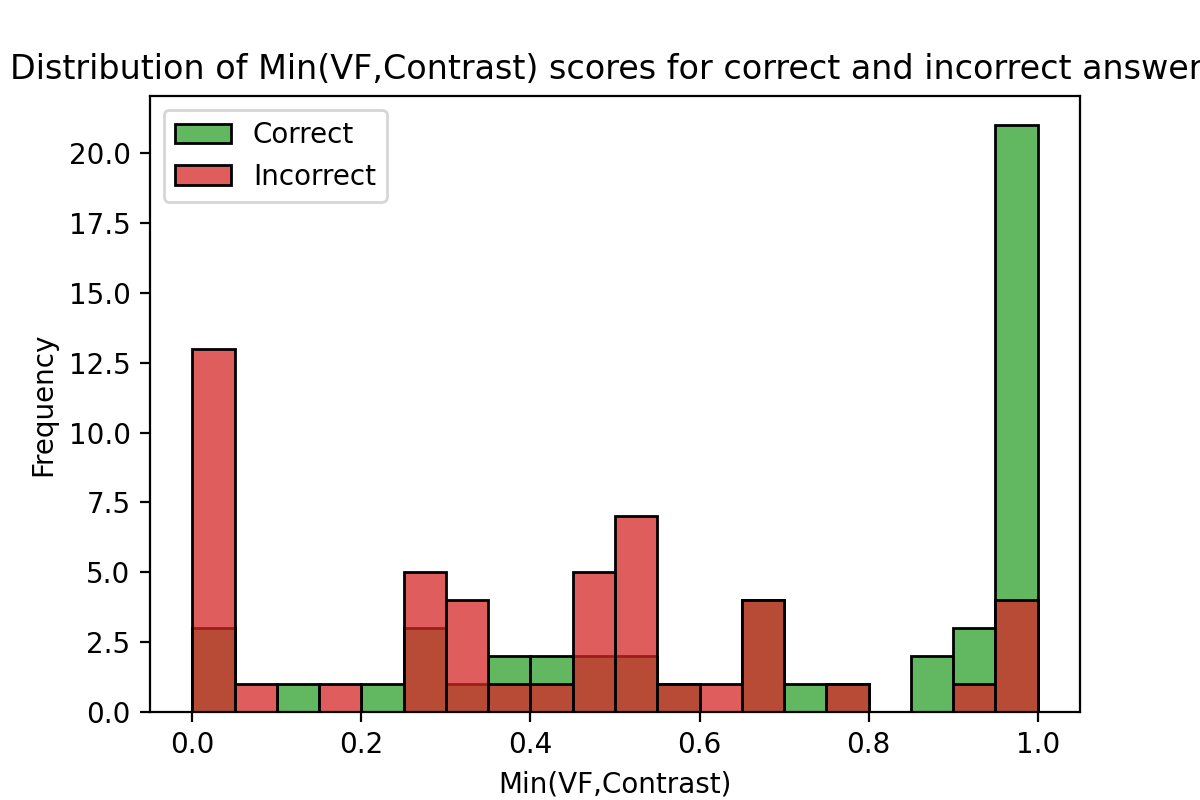 Distribution of Min(VF,Contrast) scores for correct and incorrect answer
Correct
Incorrect
Frequency
20.0
17.5
15.0
12.5
10.0
7.5
5.0
2.5
0.0
0.0 0.2 0.4 0.6 0.8 1.0
Min(VF,Contrast)